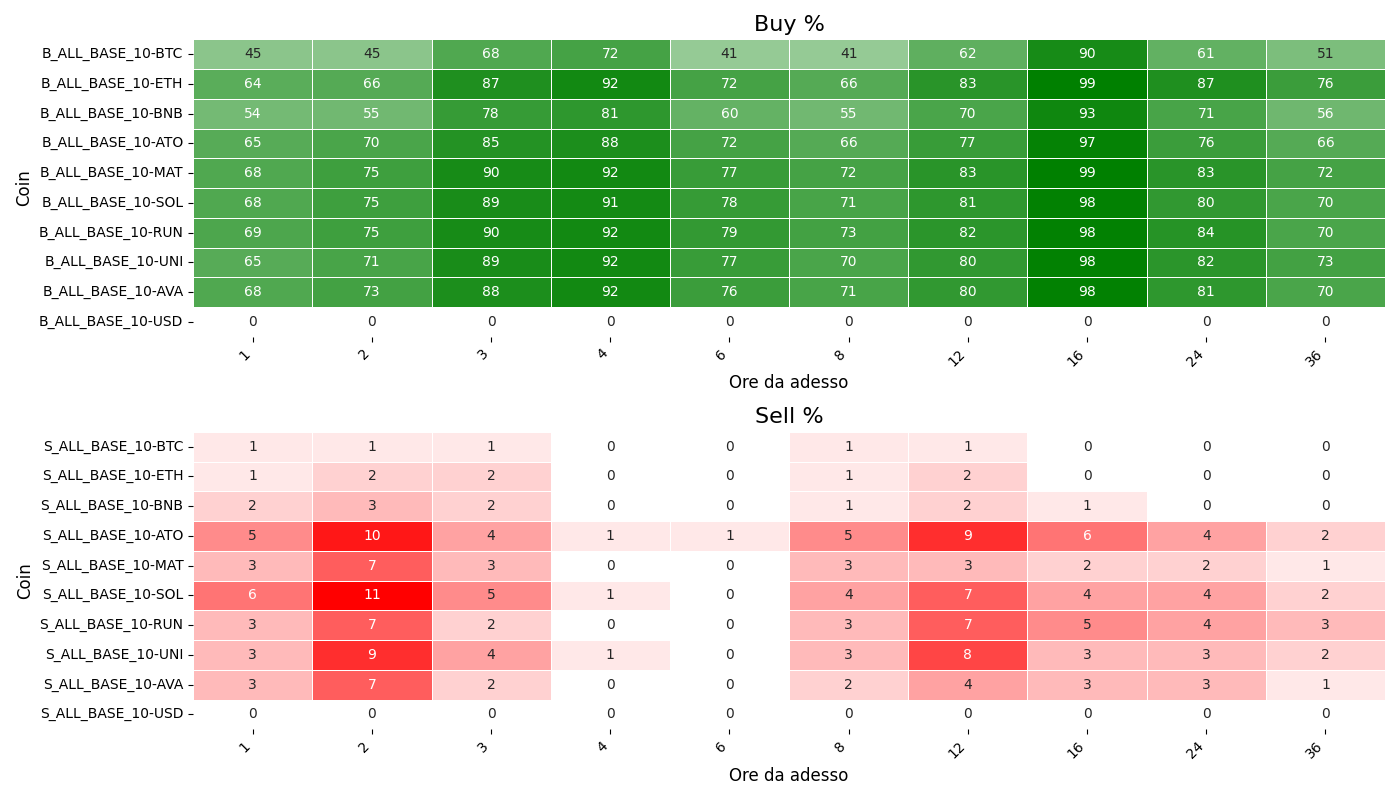 Buy %
B_ALL_BASE_10-BTC 45 45 68 72 41 41 62 90 61 51
B_ALL_BASE_10-ETH 64 66 87 92 72 66 83 99 87 76
B_ALL_BASE_10-BNB 54 55 78 81 60 55 70 93 71 56
B_ALL_BASE_10-ATO 65 70 85 88 72 66 77 97 76 66
B_ALL_BASE_10-MAT 68 75 90 92 77 72 83 99 83 72
B_ALL_BASE_10-SOL 68 75 89 91 78 71 81 98 80 70
B_ALL_BASE_10-RUN 69 75 90 92 79 73 82 98 84 70
B_ALL_BASE_10-UNI 65 71 89 92 77 70 80 98 82 73
B_ALL_BASE_10-AVA 68 73 88 92 76 71 80 98 81 70
B_ALL_BASE_10-USD 0 0 0 0 0 0 0 0 0 0
Coin
1 2 3 4 6 8 12 16 24 36
Ore da adesso
Sell %
S_ALL_BASE_10-BTC 1 1 1 0 0 1 1 0 0 0
S_ALL_BASE_10-ETH 1 2 2 0 0 1 2 0 0 0
S_ALL_BASE_10-BNB 2 3 2 0 0 1 2 1 0 0
S_ALL_BASE_10-ATO 5 10 4 1 1 5 9 6 4 2
S_ALL_BASE_10-MAT 3 7 3 0 0 3 3 2 2 1
S_ALL_BASE_10-SOL 6 11 5 1 0 4 7 4 4 2
S_ALL_BASE_10-RUN 3 7 2 0 0 3 7 5 4 3
S_ALL_BASE_10-UNI 3 9 4 1 0 3 8 3 3 2
S_ALL_BASE_10-AVA 3 7 2 0 0 2 4 3 3 1
S_ALL_BASE_10-USD 0 0 0 0 0 0 0 0 0 0
Coin
1 2 3 4 6 8 12 16 24 36
Ore da adesso